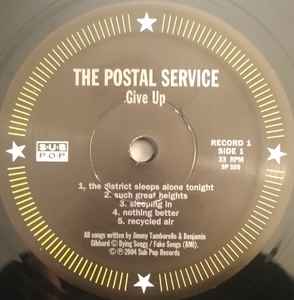 THE POSTAL SERVICE
Give Up
SUB
POP
RECORD 1
SIDE 1
33 RPM
1. the district sleeps alone tonight
2. such great heights
3. sleeping in
4. nothing better
5. recycled air
All songs written by Jimmy Tamborello & Benjamin
Gibbard © Dying Songs / Fake Songs (BMI).
℗ © 2004 Sub Pop Records